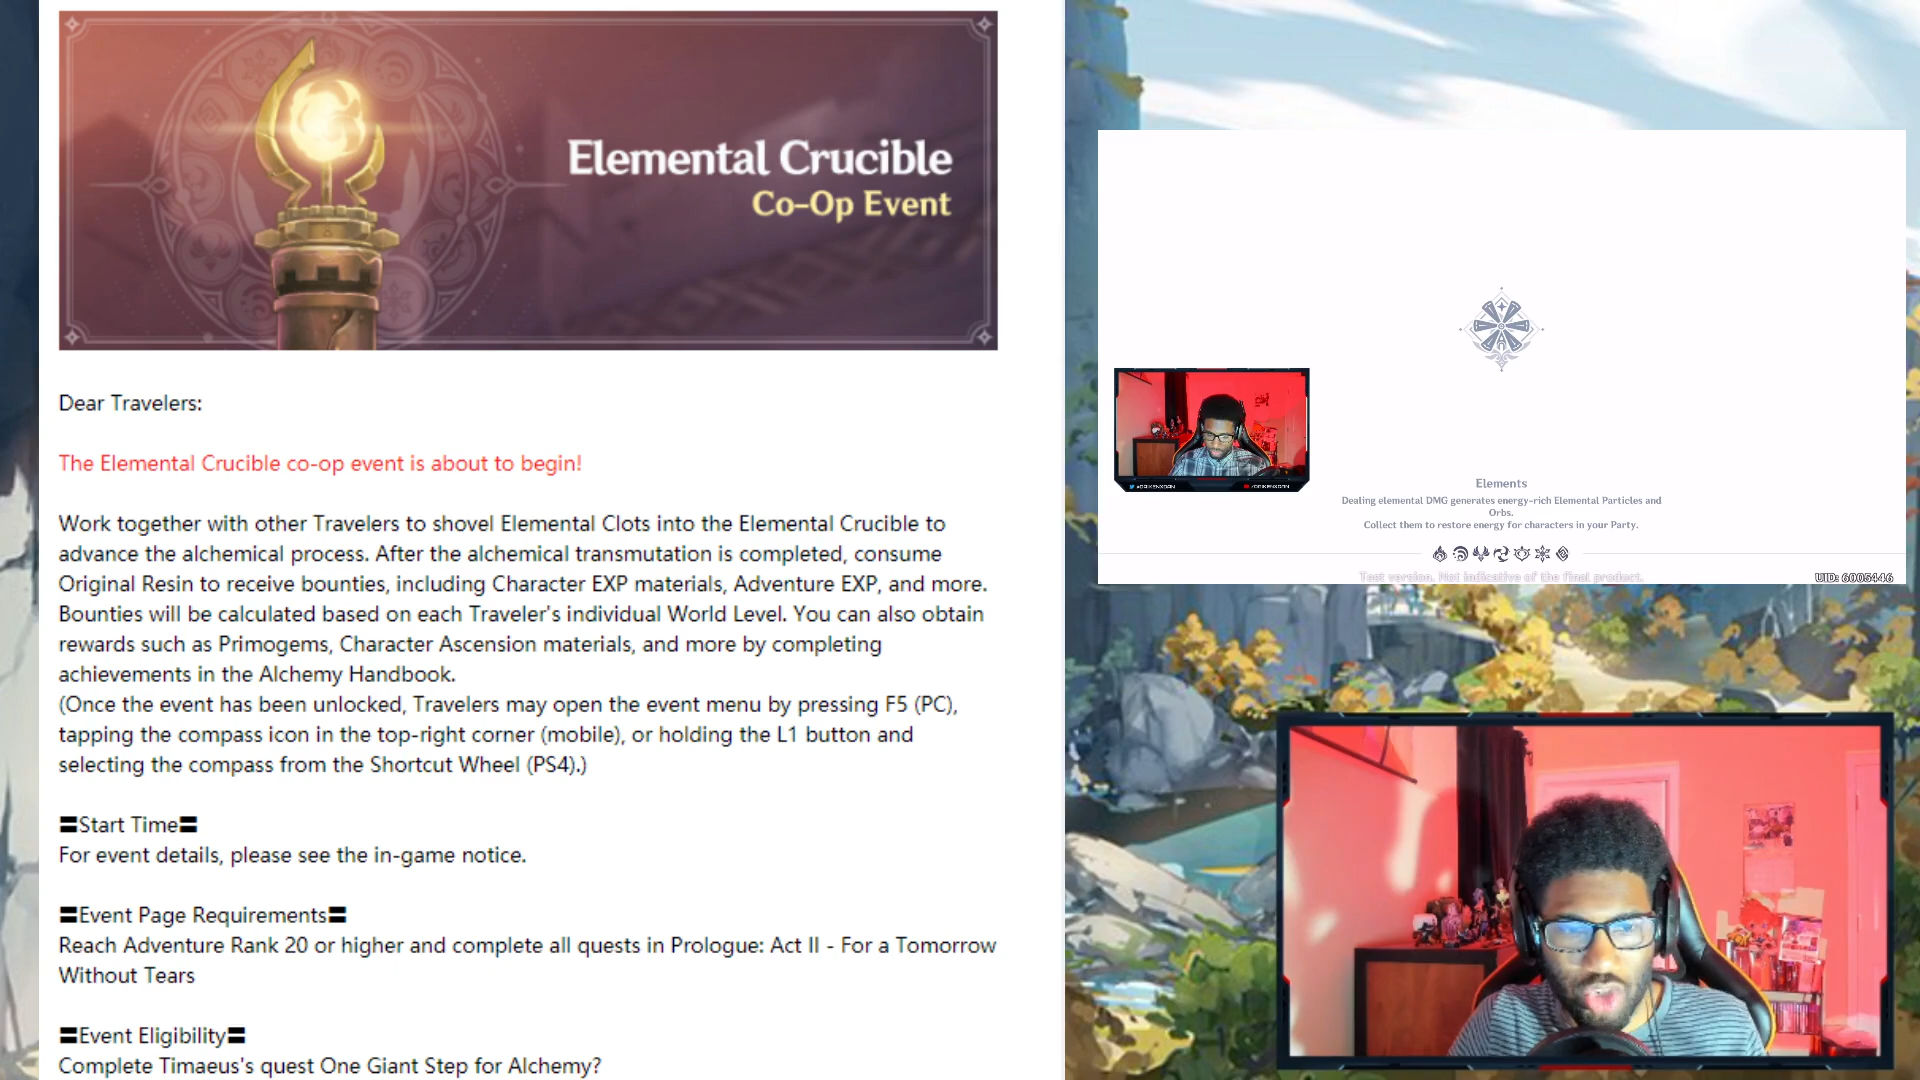 Elemental Crucible
Co-Op Event
Dear Travelers:
The Elemental Crucible co-op event is about to begin!
Work together with other Travelers to shovel Elemental Clots into the Elemental Crucible to
advance the alchemical process. After the alchemical transmutation is completed, consume
Original Resin to receive bounties, including Character EXP materials, Adventure EXP, and more.
Bounties will be calculated based on each Traveler's individual World Level. You can also obtain
rewards such as Primogems, Character Ascension materials, and more by completing
achievements in the Alchemy Handbook.
(Once the event has been unlocked, Travelers may open the event menu by pressing F5 (PC),
tapping the compass icon in the top-right corner (mobile), or holding the L1 button and
selecting the compass from the Shortcut Wheel (PS4).)
〓Start Time〓
For event details, please see the in-game notice.
〓Event Page Requirements〓
Reach Adventure Rank 20 or higher and complete all quests in Prologue: Act II - For a Tomorrow
Without Tears
〓Event Eligibility〓
Complete Timaeus's quest One Giant Step for Alchemy?
Elements
Dealing elemental DMG generates energy-rich Elemental Particles and
Orbs.
Collect them to restore energy for characters in your Party.
Test version. Not indicative of the final product.
UID: 6005446